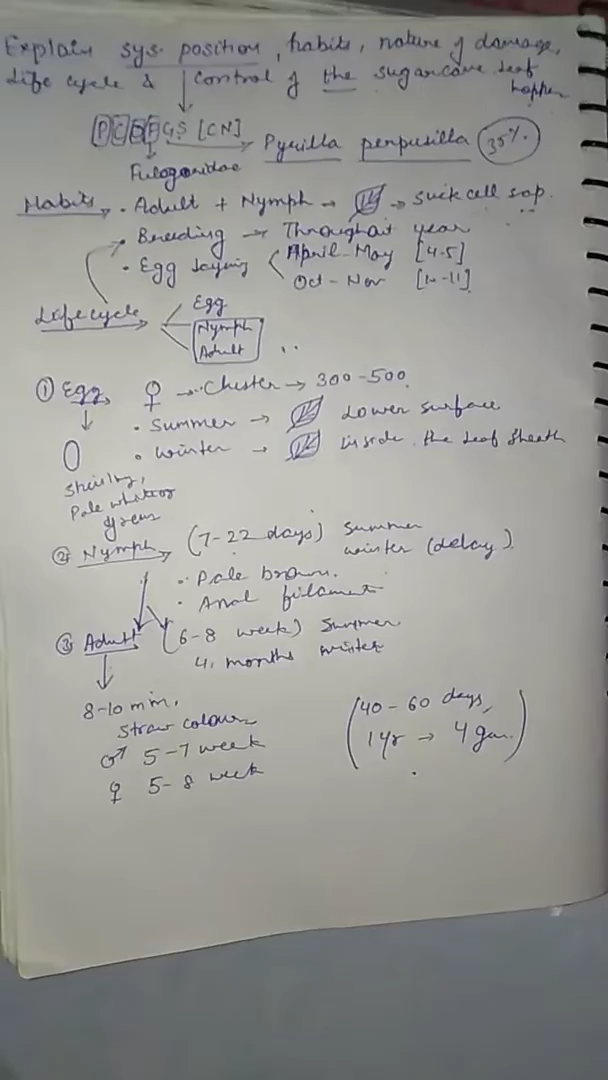 Explain sys. position, habits, nature of damage,
Life cycle & control of the sugarcane leaf
hopper
PCOFGS [CN]
Pyrilla perpusilla 35%
Fulgoridae
Habits → • Adult + Nymph → → suck cell sap.
• Breeding → Throughout year
• Egg laying April-May [4-5]
Oct-Nov [10-11]
Life cycle → Egg
Nymph
Adult
① Egg, ♀ → Cluster → 300-500
• Summer → Lower surface
• Winter → inside the leaf sheath
Pale whitish
green
② Nymph → (7-22 days) Summer
winter (delay)
• Pale brown.
• Anal filament
③ Adult (6-8 week) Summer
4 months winter
8-10 mm.
Straw colour
♂ 5-7 week
♀ 5-8 week
(40-60 days,
1 yr → 4 gen.)